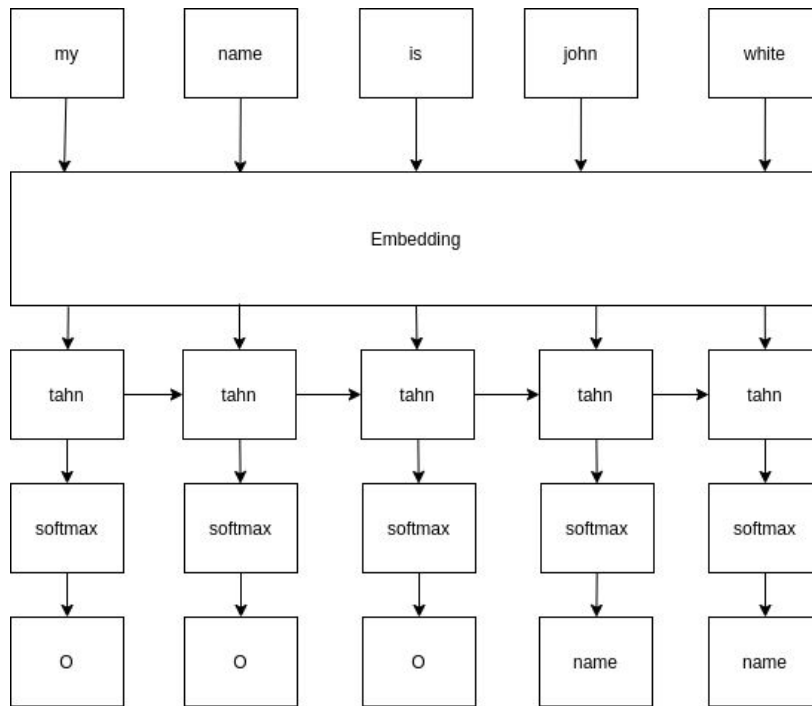 my name is john white
Embedding
tahn tahn tahn tahn tahn
softmax softmax softmax softmax softmax
O O O name name